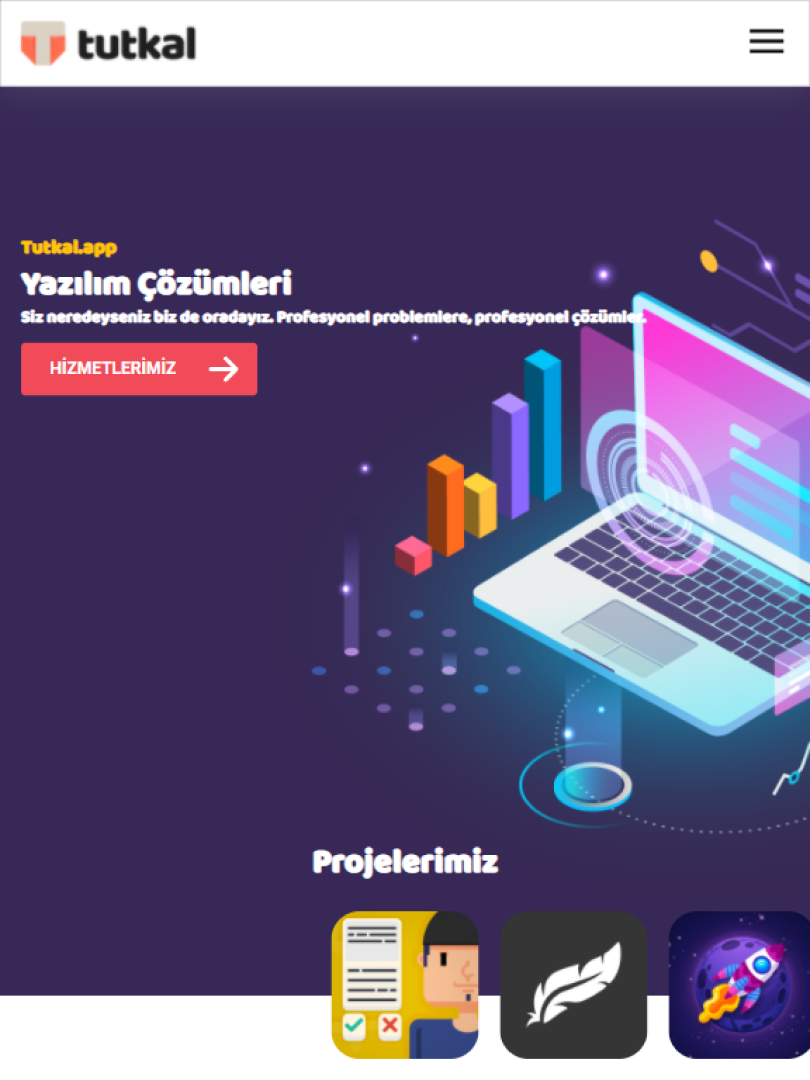 tutkal
Tutkal.app
Yazılım Çözümleri
Siz neredeyseniz biz de oradayız. Profesyonel problemlere, profesyonel çözümler.
HİZMETLERİMİZ
Projelerimiz